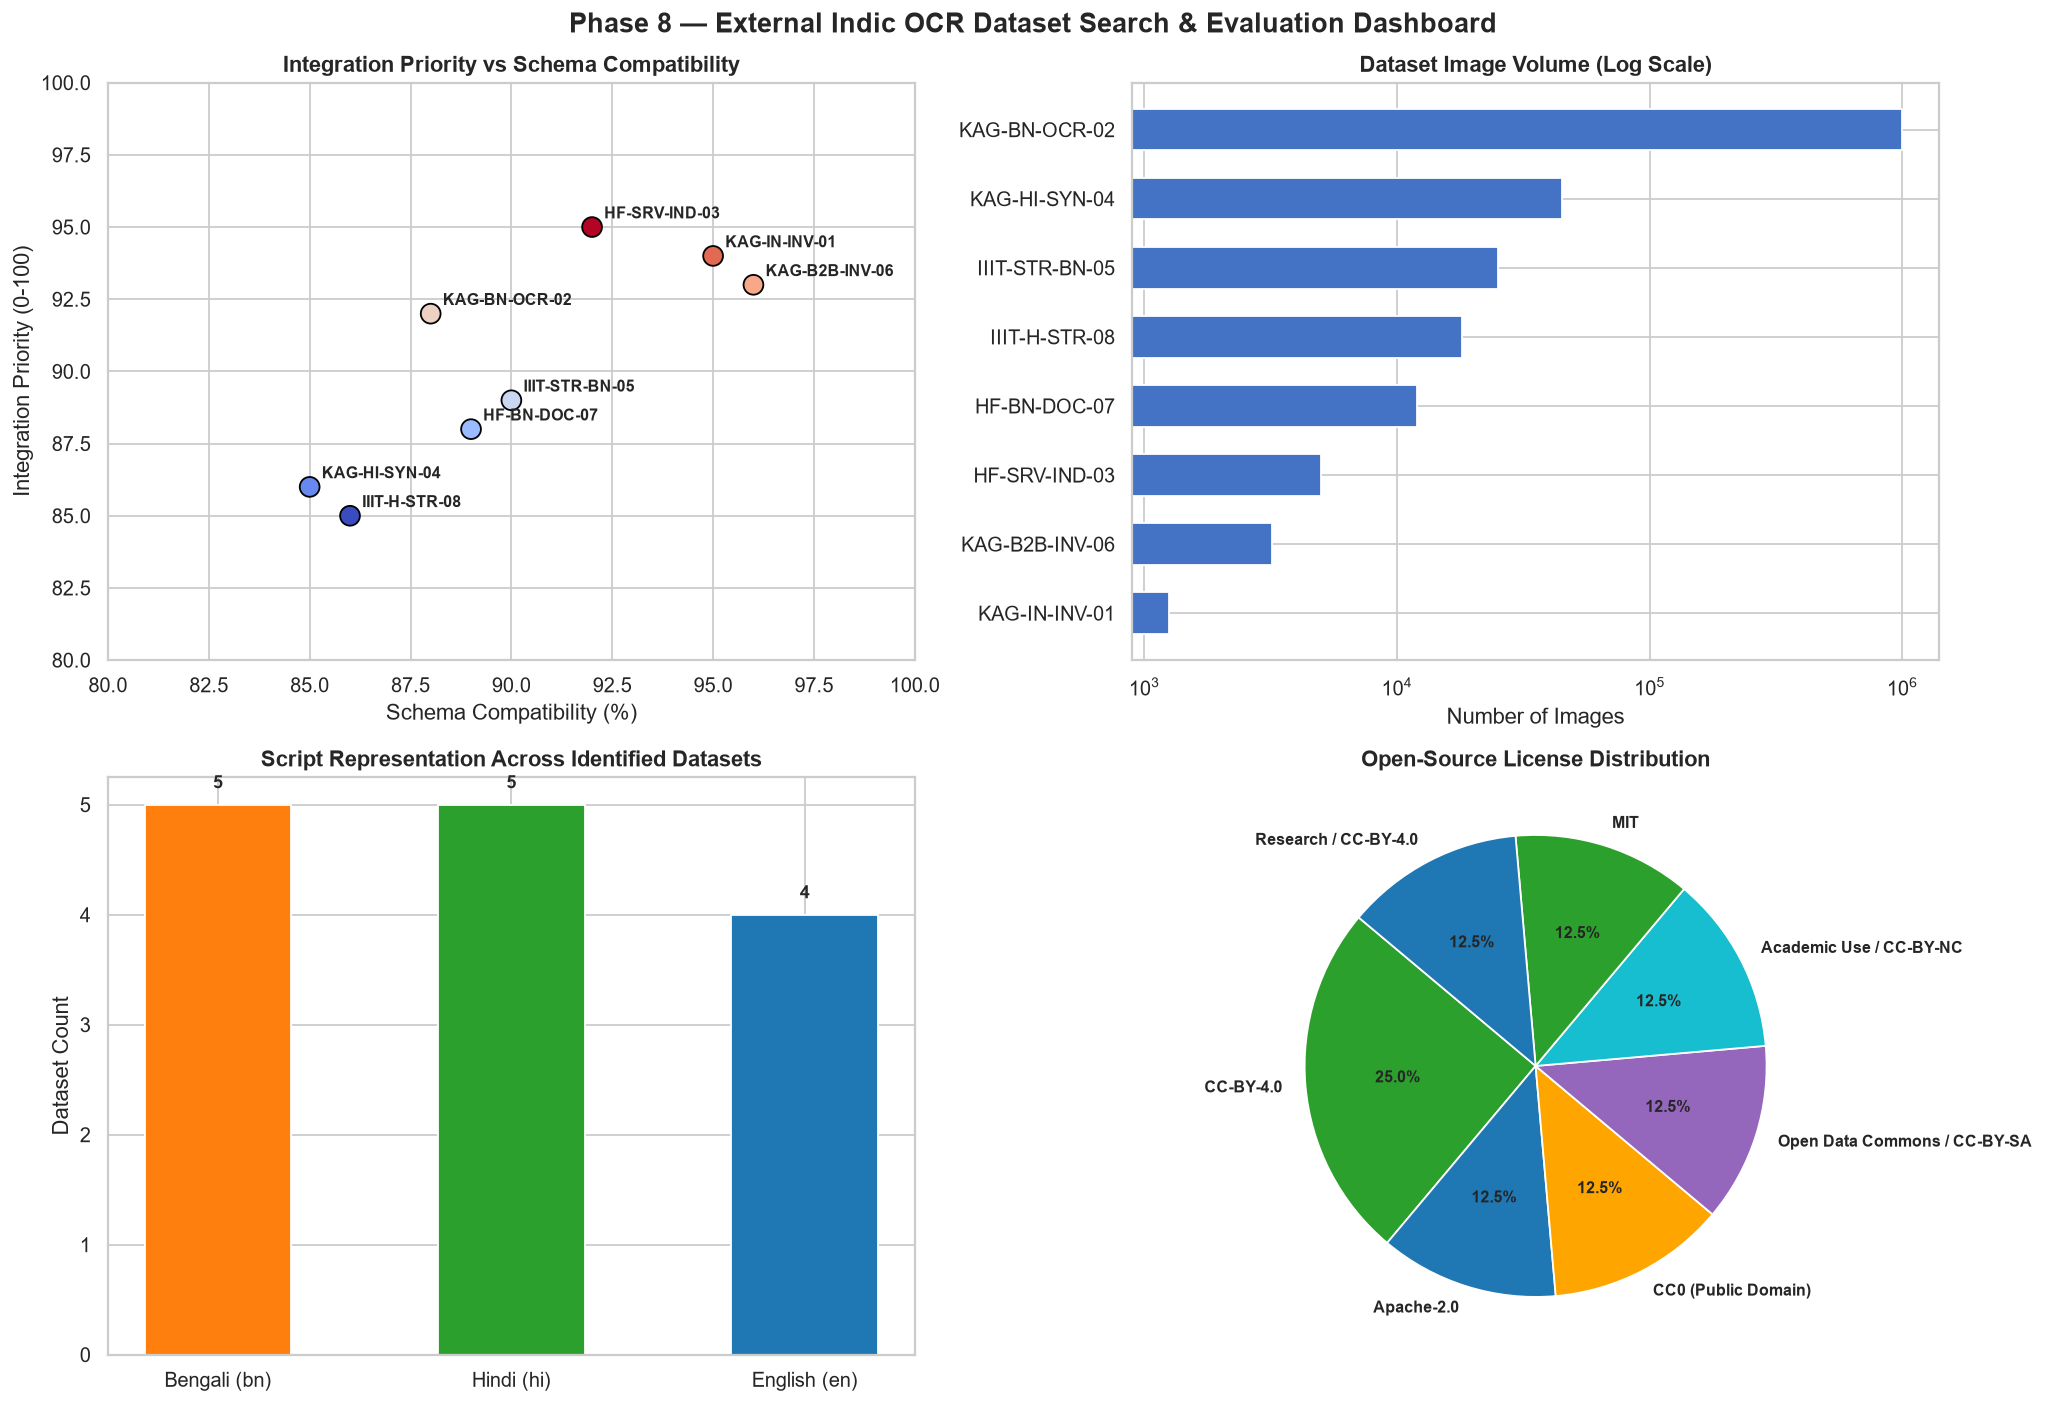 Phase 8 — External Indic OCR Dataset Search & Evaluation Dashboard
Integration Priority vs Schema Compatibility
100.0
97.5
95.0
92.5
90.0
87.5
85.0
82.5
80.0
Integration Priority (0-100)
HF-SRV-IND-03
KAG-IN-INV-01
KAG-B2B-INV-06
KAG-BN-OCR-02
IIIT-STR-BN-05
HF-BN-DOC-07
KAG-HI-SYN-04
IIIT-H-STR-08
80.0 82.5 85.0 87.5 90.0 92.5 95.0 97.5 100.0
Schema Compatibility (%)
Dataset Image Volume (Log Scale)
KAG-BN-OCR-02
KAG-HI-SYN-04
IIIT-STR-BN-05
IIIT-H-STR-08
HF-BN-DOC-07
HF-SRV-IND-03
KAG-B2B-INV-06
KAG-IN-INV-01
10³ 10⁴ 10⁵ 10⁶
Number of Images
Script Representation Across Identified Datasets
5 5 4
5
4
3
2
1
0
Dataset Count
Bengali (bn) Hindi (hi) English (en)
Open-Source License Distribution
MIT
12.5%
Research / CC-BY-4.0
12.5%
Academic Use / CC-BY-NC
12.5%
CC-BY-4.0
25.0%
Open Data Commons / CC-BY-SA
12.5%
Apache-2.0
12.5%
CC0 (Public Domain)
12.5%